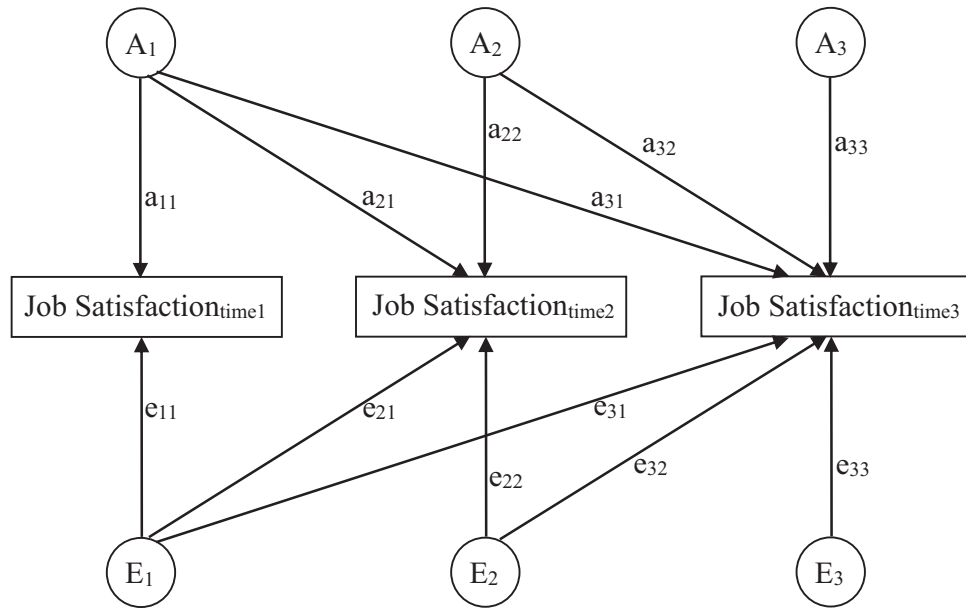 A₁ A₂ A₃
a₂₂ a₃₂ a₃₃
a₁₁ a₂₁ a₃₁
Job Satisfactionₜᵢₘₑ₁ Job Satisfactionₜᵢₘₑ₂ Job Satisfactionₜᵢₘₑ₃
e₁₁ e₂₁ e₃₁
e₂₂ e₃₂ e₃₃
E₁ E₂ E₃